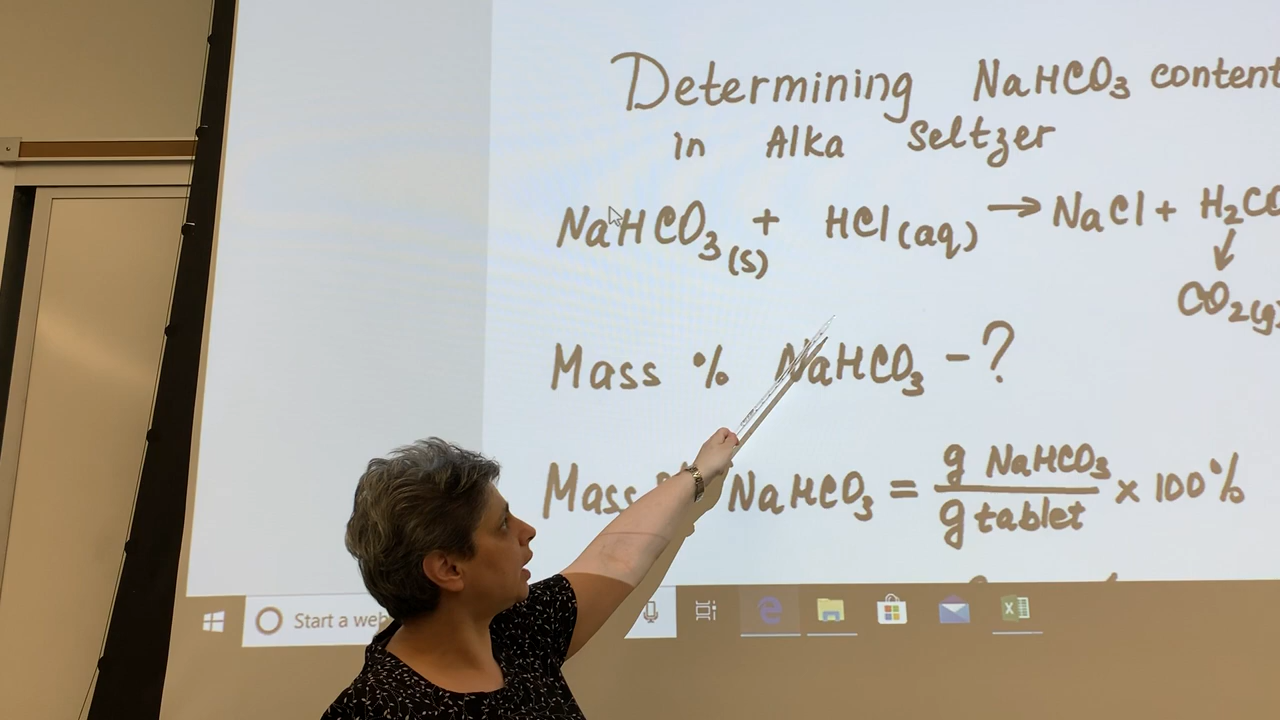 Determining NaHCO₃ content
in Alka Seltzer
NaHCO₃(s) + HCl(aq) → NaCl + H₂CO
↓
CO₂(g)
Mass % NaHCO₃ - ?
Mass % NaHCO₃ = g NaHCO₃ / g tablet × 100%
Start a web